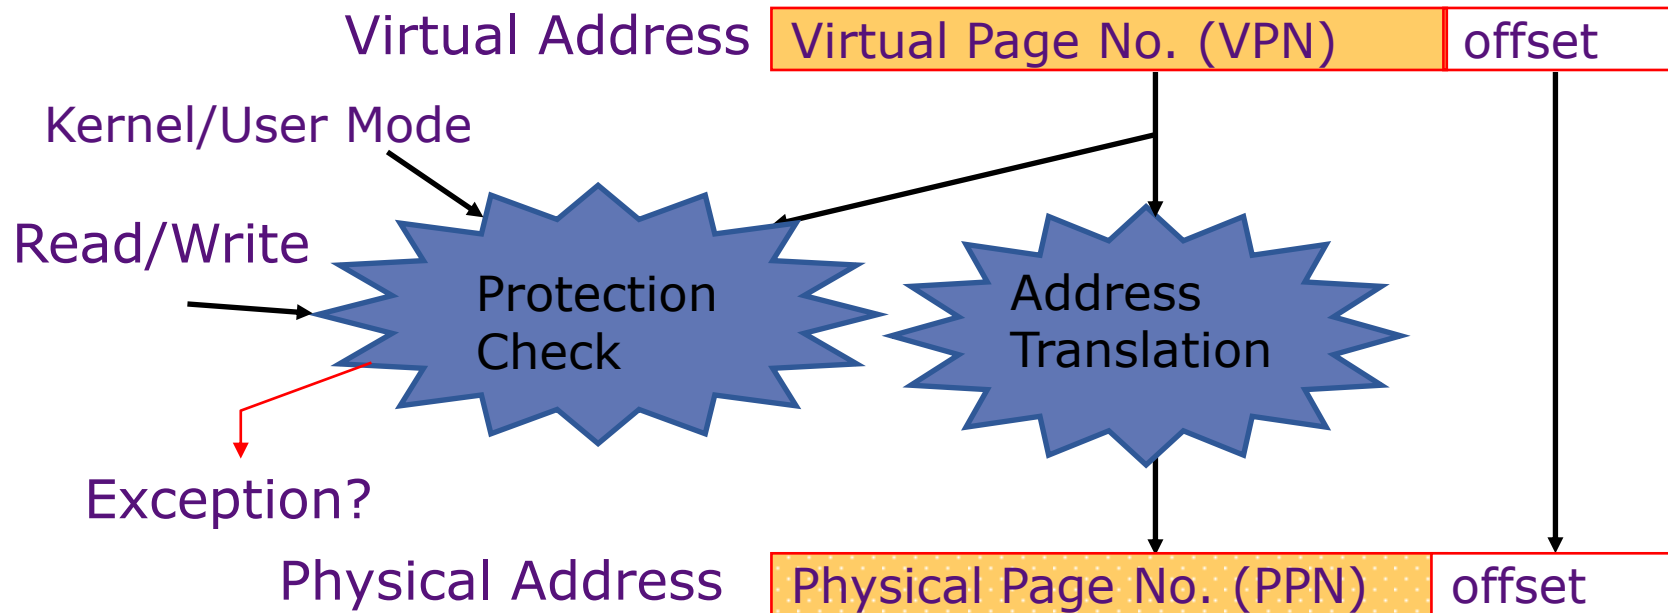 Virtual Address
Virtual Page No. (VPN)
offset
Kernel/User Mode
Read/Write
Protection
Check
Address
Translation
Exception?
Physical Address
Physical Page No. (PPN)
offset